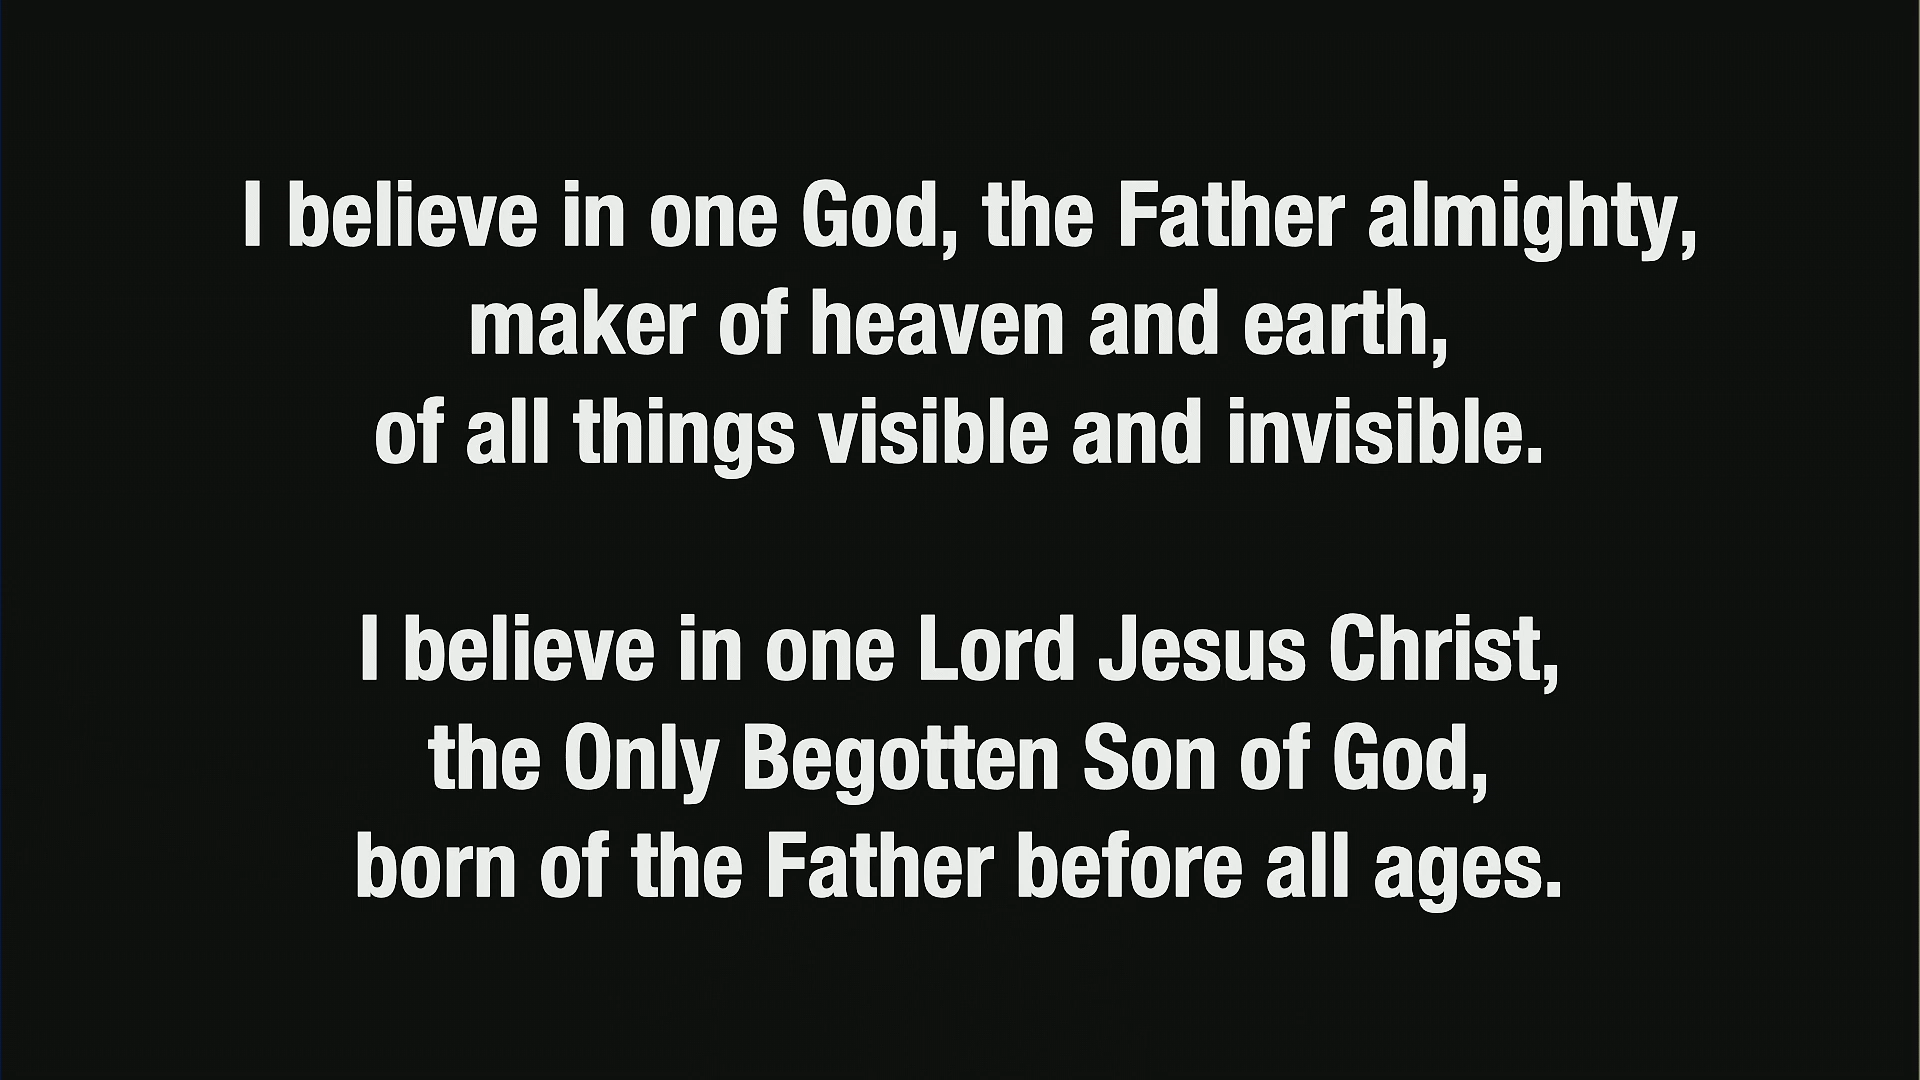 I believe in one God, the Father almighty,
maker of heaven and earth,
of all things visible and invisible.
I believe in one Lord Jesus Christ,
the Only Begotten Son of God,
born of the Father before all ages.